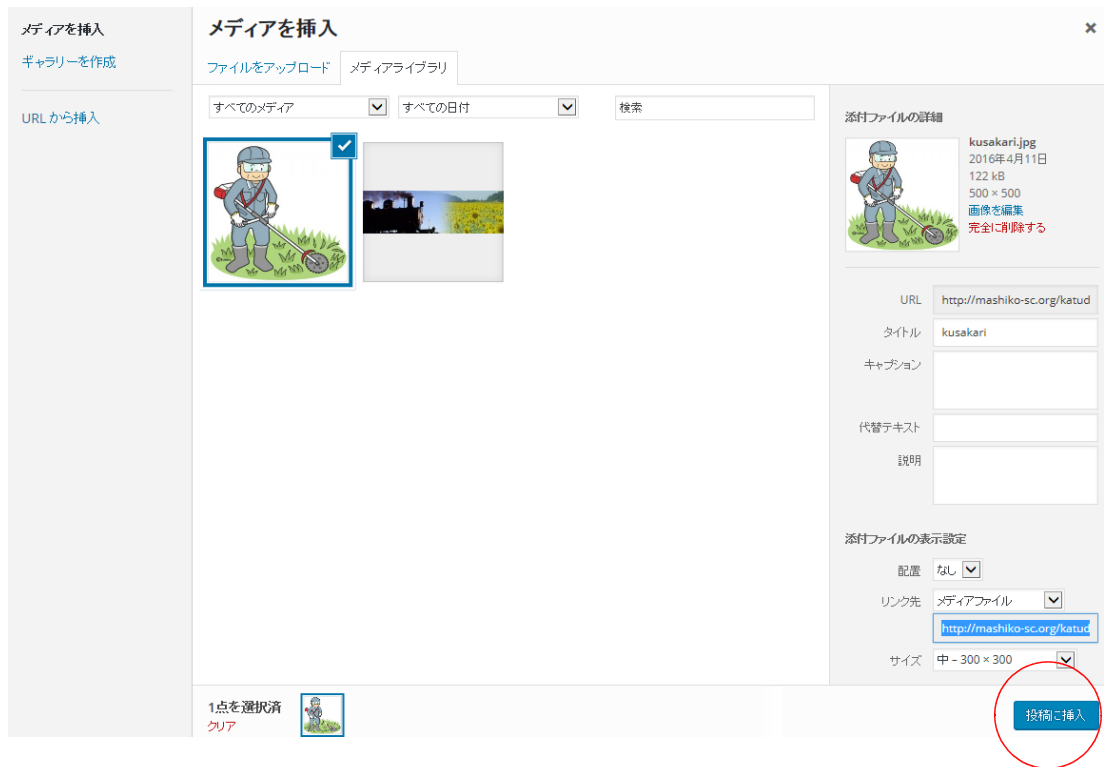 メディアを挿入
ギャラリーを作成
URL から挿入
メディアを挿入
×
ファイルをアップロード
メディアライブラリ
すべてのメディア
すべての日付
検索
添付ファイルの詳細
kusakari.jpg
2016年4月11日
122 kB
500 × 500
画像を編集
完全に削除する
URL
http://mashiko-sc.org/katud
タイトル
kusakari
キャプション
代替テキスト
説明
添付ファイルの表示設定
配置
なし
リンク先
メディアファイル
http://mashiko-sc.org/katud
サイズ
中 – 300 × 300
1点を選択済
クリア
投稿に挿入